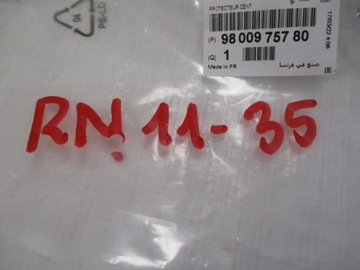 PROTECTEUR CENT
(P) 98 009 757 80
(Q) 1
Made in FR صنع في فرنسا
RN. 11-35